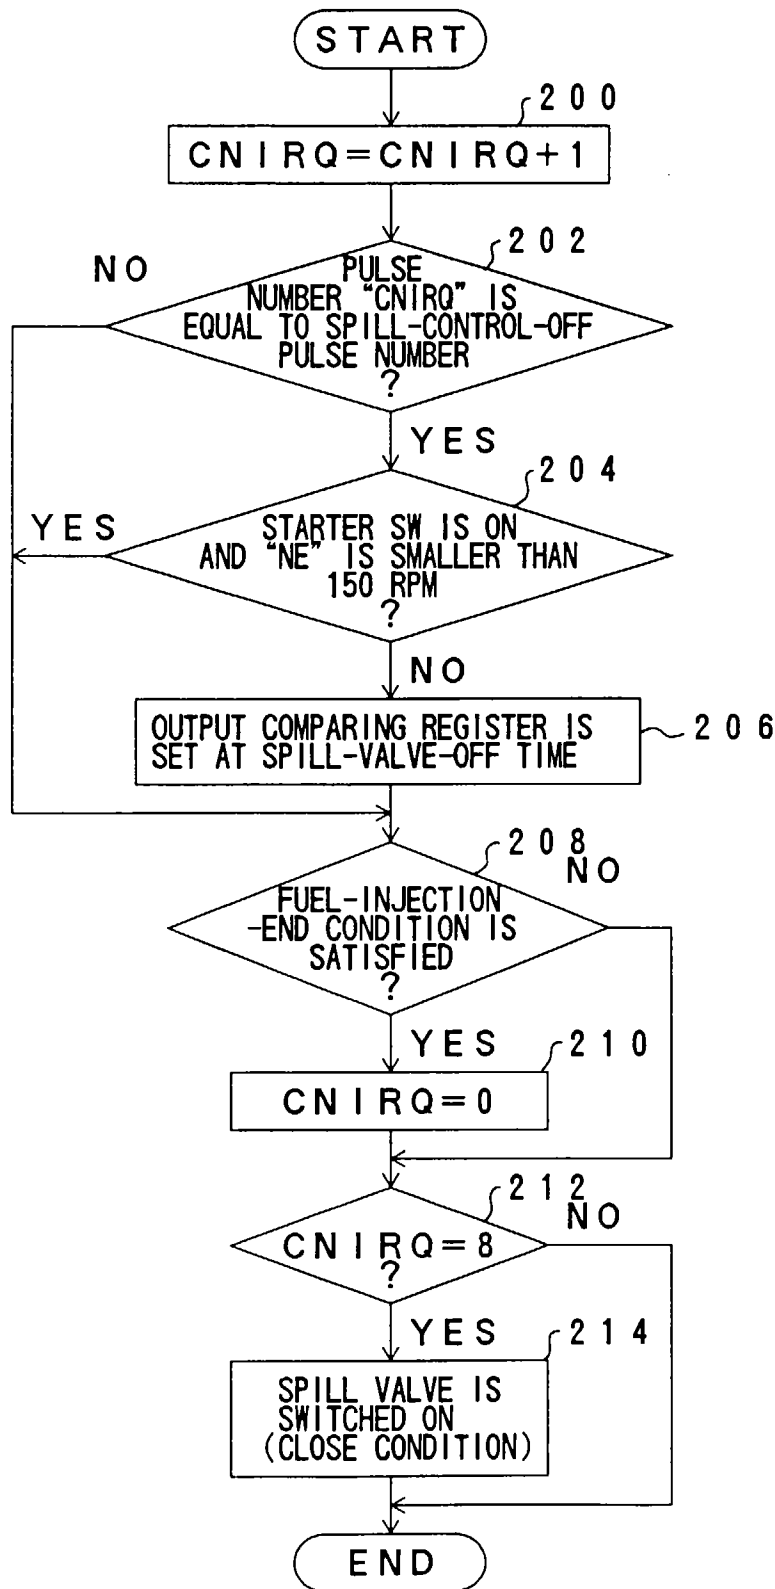 START
200
CNIRQ=CNIRQ+1
202
NO
PULSE
NUMBER "CNIRQ" IS
EQUAL TO SPILL-CONTROL-OFF
PULSE NUMBER
?
YES
204
YES
STARTER SW IS ON
AND "NE" IS SMALLER THAN
150 RPM
?
NO
OUTPUT COMPARING REGISTER IS
SET AT SPILL-VALVE-OFF TIME
206
208
NO
FUEL-INJECTION
-END CONDITION IS
SATISFIED
?
YES
210
CNIRQ=0
212
NO
CNIRQ=8
?
YES
214
SPILL VALVE IS
SWITCHED ON
(CLOSE CONDITION)
END